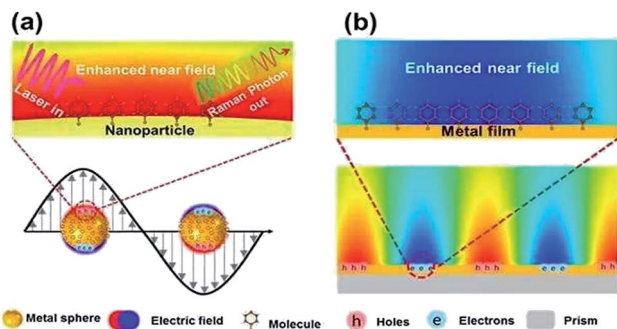 (a)
Enhanced near field
Laser in
Raman Photon
out
Nanoparticle
(b)
Enhanced near field
Metal film
h h h
e e e
e e e
h h h
h h h
e e e
h h h
e e e
h h
Metal sphere
Electric field
Molecule
h Holes
e Electrons
Prism